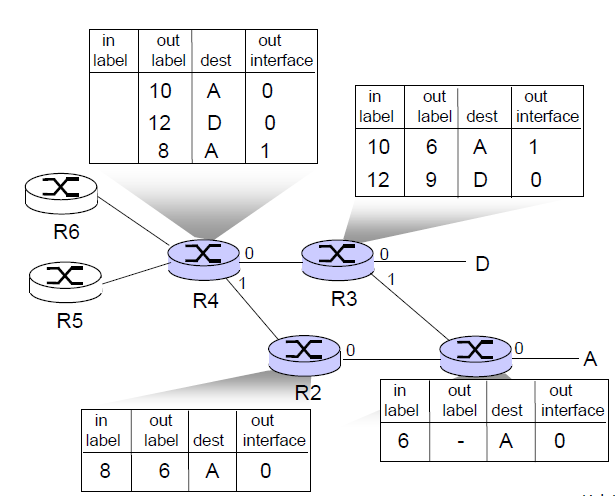 in out out
label label dest interface
10 A 0
12 D 0
8 A 1
in out out
label label dest interface
10 6 A 1
12 9 D 0
R6
0 0 D
R4 1 R3 1
R5
0 0 A
R2
in out out
label label dest interface
6 - A 0
in out out
label label dest interface
8 6 A 0